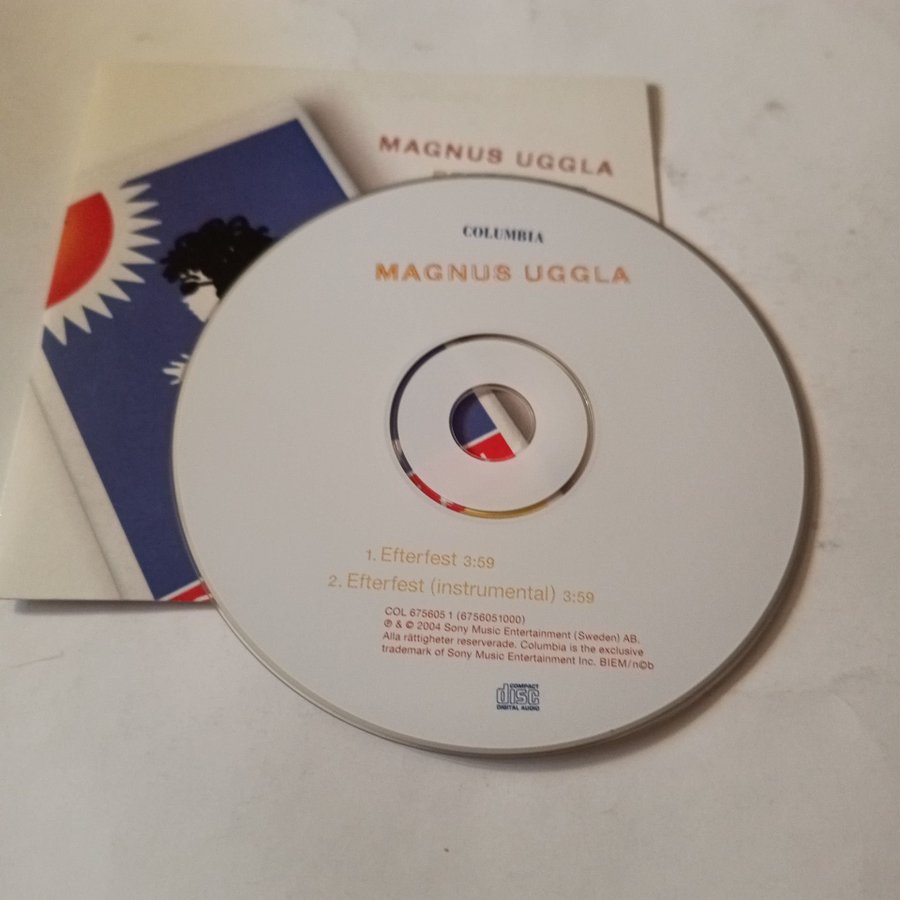 MAGNUS UGGLA
COLUMBIA
MAGNUS UGGLA
1. Efterfest 3:59
2. Efterfest (instrumental) 3:59
COL 675605 1 (6756051000)
℗ & © 2004 Sony Music Entertainment (Sweden) AB.
Alla rättigheter reserverade. Columbia is the exclusive
trademark of Sony Music Entertainment Inc. BIEM/n©b
COMPACT
disc
DIGITAL AUDIO